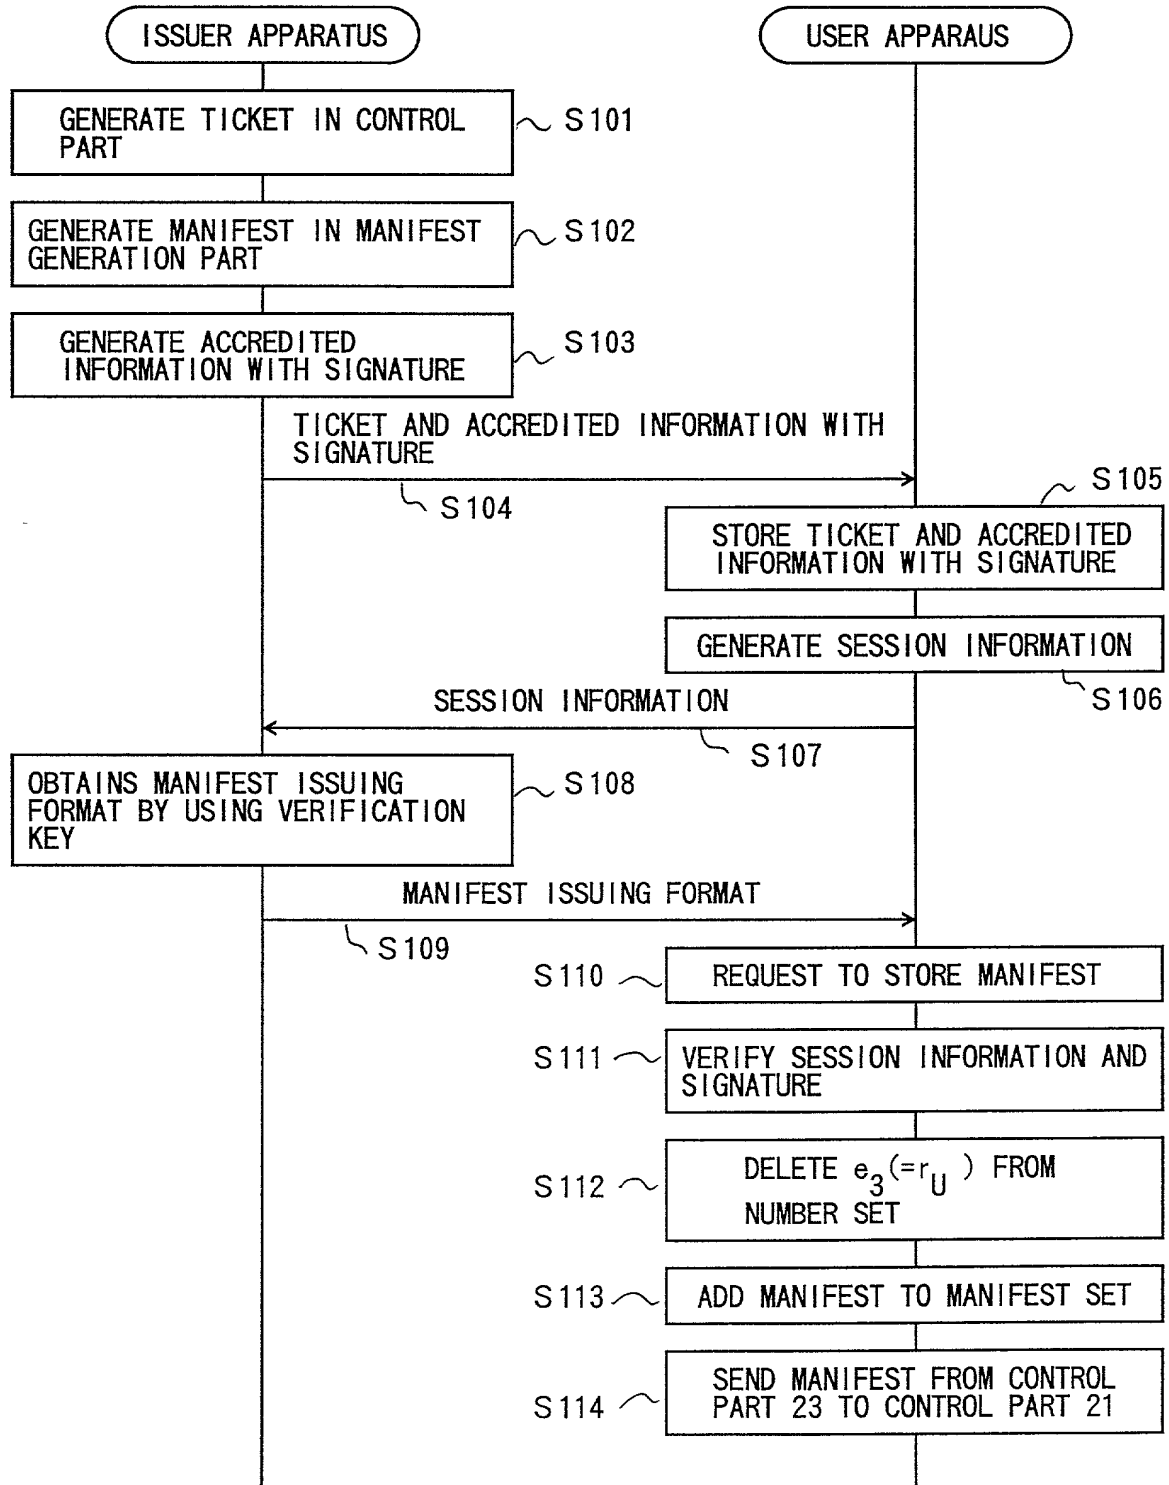 ISSUER APPARATUS
USER APPARAUS
GENERATE TICKET IN CONTROL
PART
S101
GENERATE MANIFEST IN MANIFEST
GENERATION PART
S102
GENERATE ACCREDITED
INFORMATION WITH SIGNATURE
S103
TICKET AND ACCREDITED INFORMATION WITH
SIGNATURE
S104
S105
STORE TICKET AND ACCREDITED
INFORMATION WITH SIGNATURE
GENERATE SESSION INFORMATION
S106
SESSION INFORMATION
S107
OBTAINS MANIFEST ISSUING
FORMAT BY USING VERIFICATION
KEY
S108
MANIFEST ISSUING FORMAT
S109
S110
REQUEST TO STORE MANIFEST
S111
VERIFY SESSION INFORMATION AND
SIGNATURE
S112
DELETE e3(=rU ) FROM
NUMBER SET
S113
ADD MANIFEST TO MANIFEST SET
S114
SEND MANIFEST FROM CONTROL
PART 23 TO CONTROL PART 21